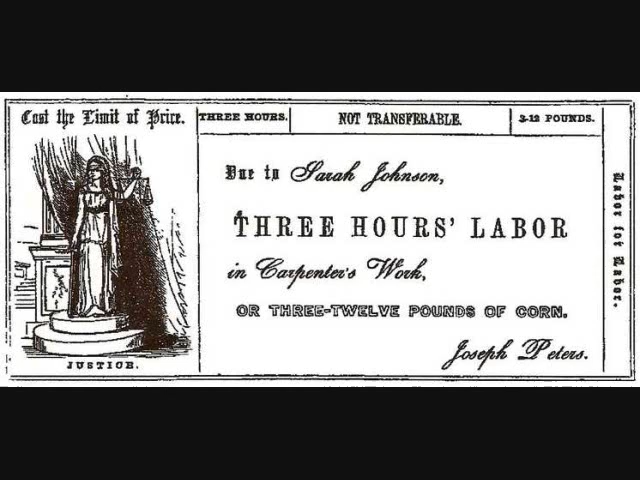 Cost the Limit of Price.
JUSTICE.
THREE HOURS.
NOT TRANSFERABLE.
3-12 POUNDS.
Due to Sarah Johnson,
THREE HOURS' LABOR
in Carpenter's Work,
OR THREE-TWELVE POUNDS OF CORN.
Joseph Peters.
Labor for Labor.